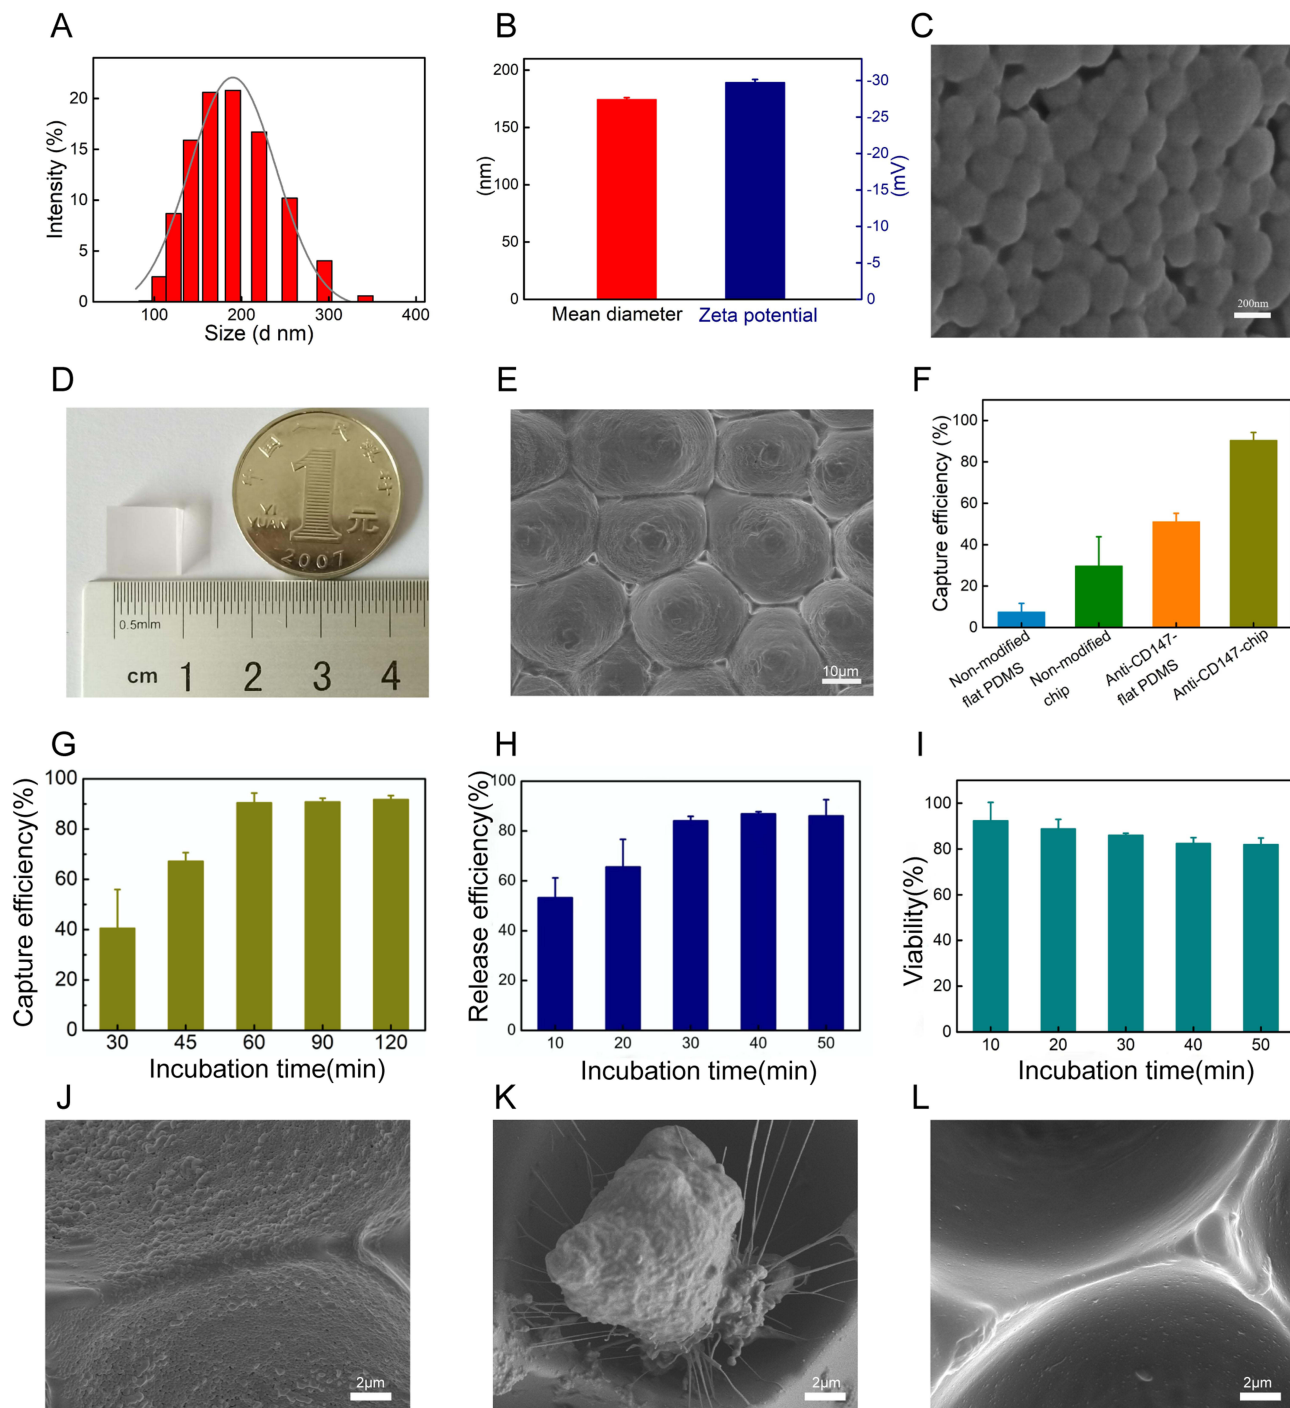 A
Intensity (%)
20
15
10
5
0
100 200 300 400
Size (d nm)
B
(nm)
200
150
100
50
0
-30
-25
-20
-15
-10
-5
0
(mV)
Mean diameter Zeta potential
C
200nm
D
1
YI
YUAN
元
2007
0.5mm
cm 1 2 3 4
E
10μm
F
Capture efficiency (%)
100
80
60
40
20
0
Non-modified
flat PDMS
Non-modified
chip
Anti-CD147-
flat PDMS
Anti-CD147-chip
G
Capture efficiency(%)
100
80
60
40
20
0
30 45 60 90 120
Incubation time(min)
H
Release efficiency(%)
100
80
60
40
20
0
10 20 30 40 50
Incubation time(min)
I
Viability(%)
100
80
60
40
20
0
10 20 30 40 50
Incubation time(min)
J
2μm
K
2μm
L
2μm